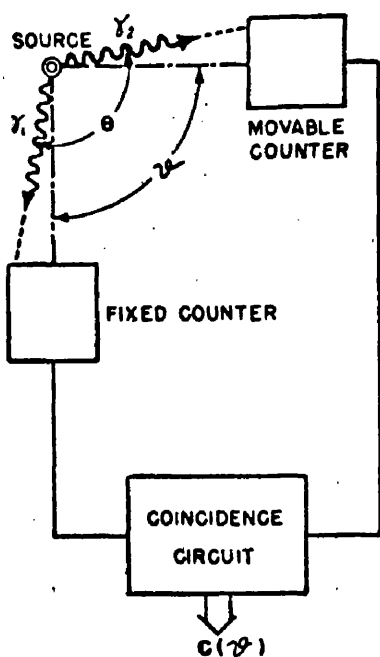 γ₂
SOURCE
γ₁
θ
ϑ
MOVABLE
COUNTER
FIXED COUNTER
COINCIDENCE
CIRCUIT
C(ϑ)